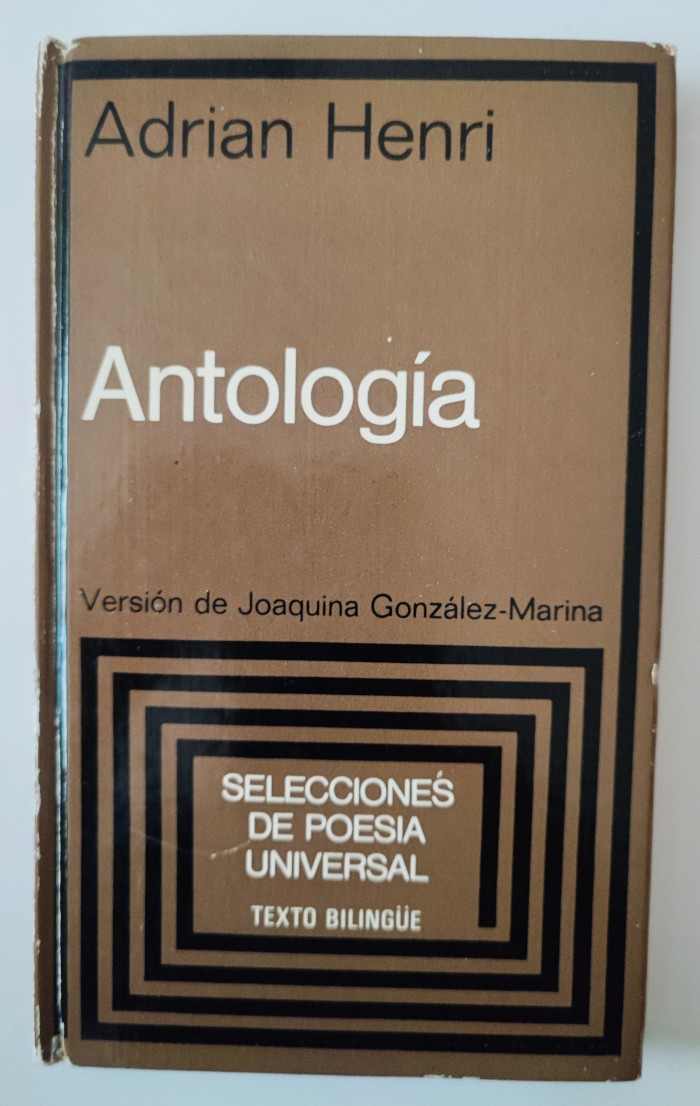 Adrian Henri
Antología
Versión de Joaquina González-Marina
SELECCIONES
DE POESIA
UNIVERSAL
TEXTO BILINGÜE